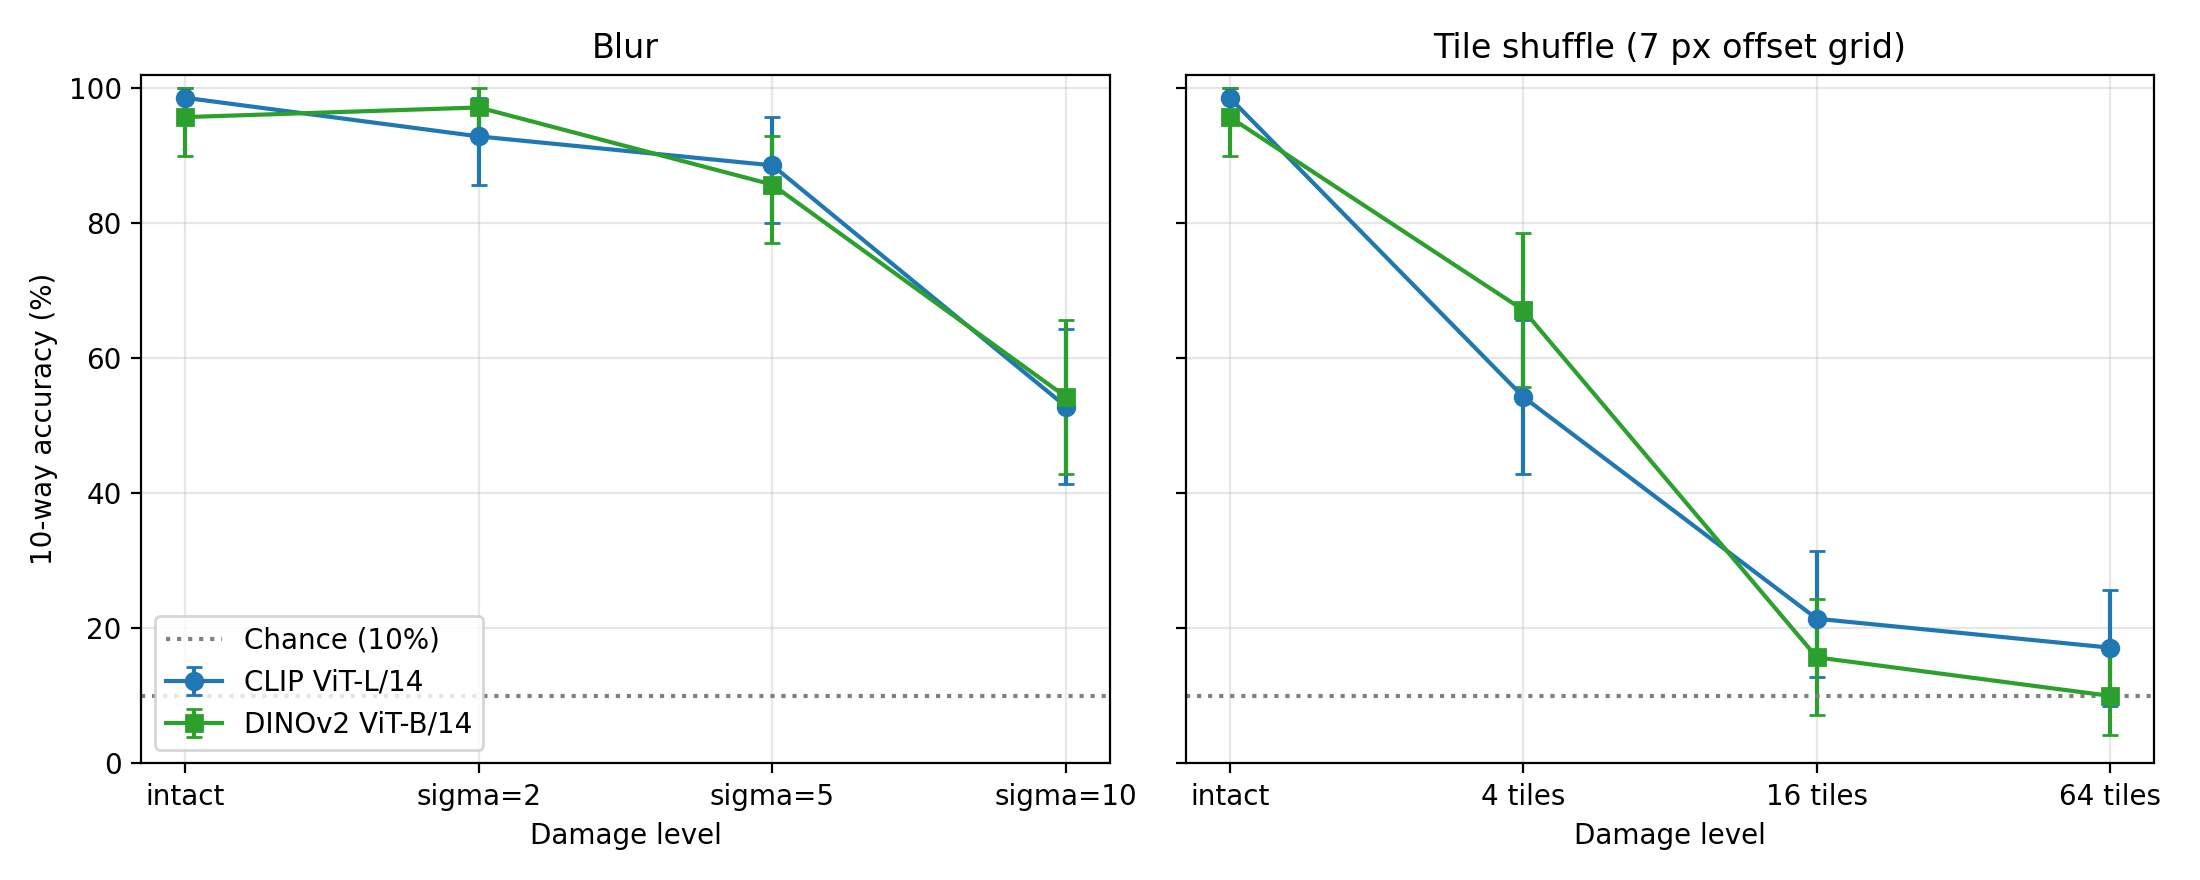 Blur
Tile shuffle (7 px offset grid)
10-way accuracy (%)
100
80
60
40
20
0
Chance (10%)
CLIP ViT-L/14
DINOv2 ViT-B/14
intact
sigma=2
sigma=5
sigma=10
Damage level
intact
4 tiles
16 tiles
64 tiles
Damage level